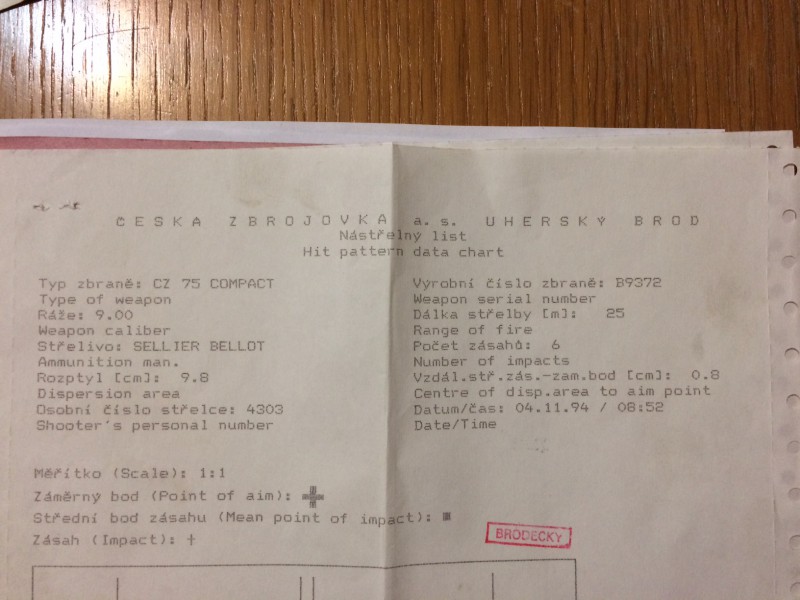 ČESKÁ ZBROJOVKA a.s. UHERSKÝ BROD
Nástřelný list
Hit pattern data chart
Typ zbraně: CZ 75 COMPACT
Type of weapon
Ráže: 9.00
Weapon caliber
Střelivo: SELLIER BELLOT
Ammunition man.
Rozptyl [cm]: 9.8
Dispersion area
Osobní číslo střelce: 4303
Shooter's personal number
Výrobní číslo zbraně: B9372
Weapon serial number
Dálka střelby [m]: 25
Range of fire
Počet zásahů: 6
Number of impacts
Vzdál.stř.zás.-zam.bod [cm]: 0.8
Centre of disp.area to aim point
Datum/čas: 04.11.94 / 08:52
Date/Time
Měřítko (Scale): 1:1
Záměrný bod (Point of aim):
Střední bod zásahu (Mean point of impact):
Zásah (Impact):
BRODECKÝ